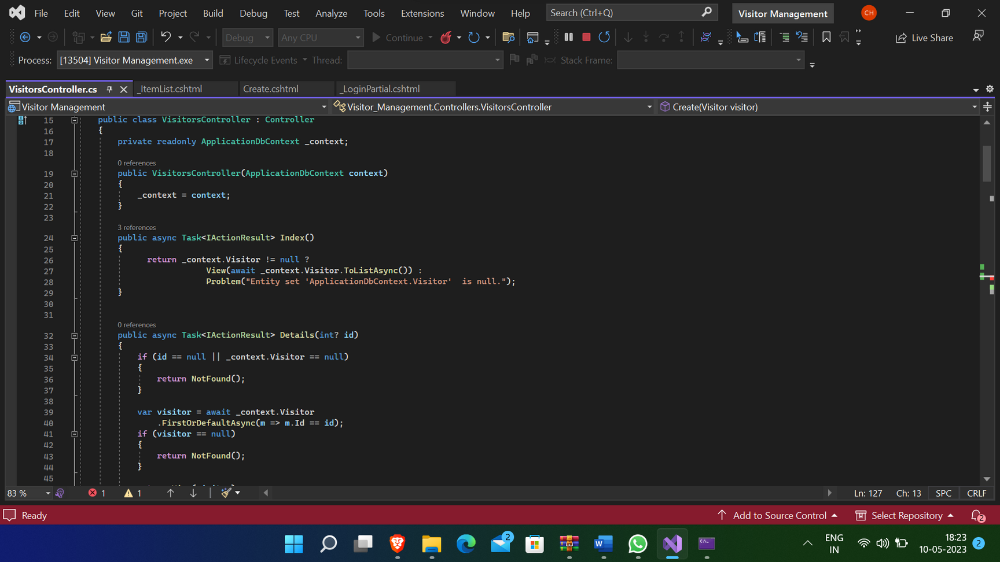 File Edit View Git Project Build Debug Test Analyze Tools Extensions Window Help Search (Ctrl+Q) Visitor Management CH
Debug Any CPU Continue Live Share
Process: [13504] Visitor Management.exe Lifecycle Events Thread: Stack Frame:
VisitorsController.cs _ItemList.cshtml Create.cshtml _LoginPartial.cshtml
Visitor Management Visitor_Management.Controllers.VisitorsController Create(Visitor visitor)
15 public class VisitorsController : Controller
16 {
17 private readonly ApplicationDbContext _context;
18
0 references
19 public VisitorsController(ApplicationDbContext context)
20 {
21 _context = context;
22 }
23
3 references
24 public async Task<IActionResult> Index()
25 {
26 return _context.Visitor != null ?
27 View(await _context.Visitor.ToListAsync()) :
28 Problem("Entity set 'ApplicationDbContext.Visitor'  is null.");
29 }
30
31
0 references
32 public async Task<IActionResult> Details(int? id)
33 {
34 if (id == null || _context.Visitor == null)
35 {
36 return NotFound();
37 }
38
39 var visitor = await _context.Visitor
40 .FirstOrDefaultAsync(m => m.Id == id);
41 if (visitor == null)
42 {
43 return NotFound();
44 }
45
83 % 1 1 Ln: 127 Ch: 13 SPC CRLF
Ready Add to Source Control Select Repository 2
2 W ENG IN 18:23 10-05-2023 2